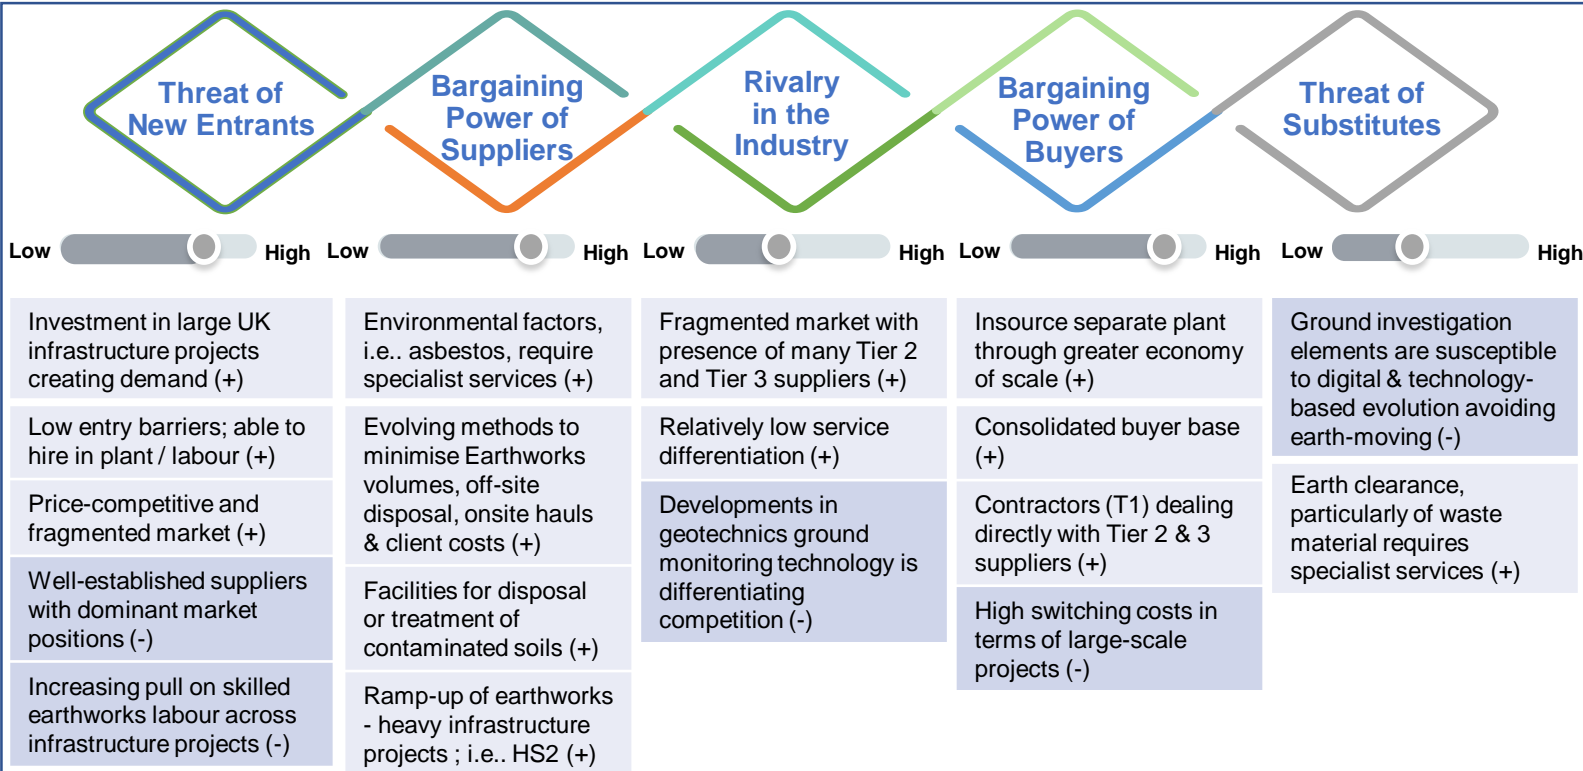 Threat of
New Entrants
Bargaining
Power of
Suppliers
Rivalry
in the
Industry
Bargaining
Power of
Buyers
Threat of
Substitutes
Low
High
Low
High
Low
High
Low
High
Low
High
Investment in large UK
infrastructure projects
creating demand (+)
Low entry barriers; able to
hire in plant / labour (+)
Price-competitive and
fragmented market (+)
Well-established suppliers
with dominant market
positions (-)
Increasing pull on skilled
earthworks labour across
infrastructure projects (-)
Environmental factors,
i.e.. asbestos, require
specialist services (+)
Evolving methods to
minimise Earthworks
volumes, off-site
disposal, onsite hauls
& client costs (+)
Facilities for disposal
or treatment of
contaminated soils (+)
Ramp-up of earthworks
- heavy infrastructure
projects ; i.e.. HS2 (+)
Fragmented market with
presence of many Tier 2
and Tier 3 suppliers (+)
Relatively low service
differentiation (+)
Developments in
geotechnics ground
monitoring technology is
differentiating
competition (-)
Insource separate plant
through greater economy
of scale (+)
Consolidated buyer base
(+)
Contractors (T1) dealing
directly with Tier 2 & 3
suppliers (+)
High switching costs in
terms of large-scale
projects (-)
Ground investigation
elements are susceptible
to digital & technology-
based evolution avoiding
earth-moving (-)
Earth clearance,
particularly of waste
material requires
specialist services (+)